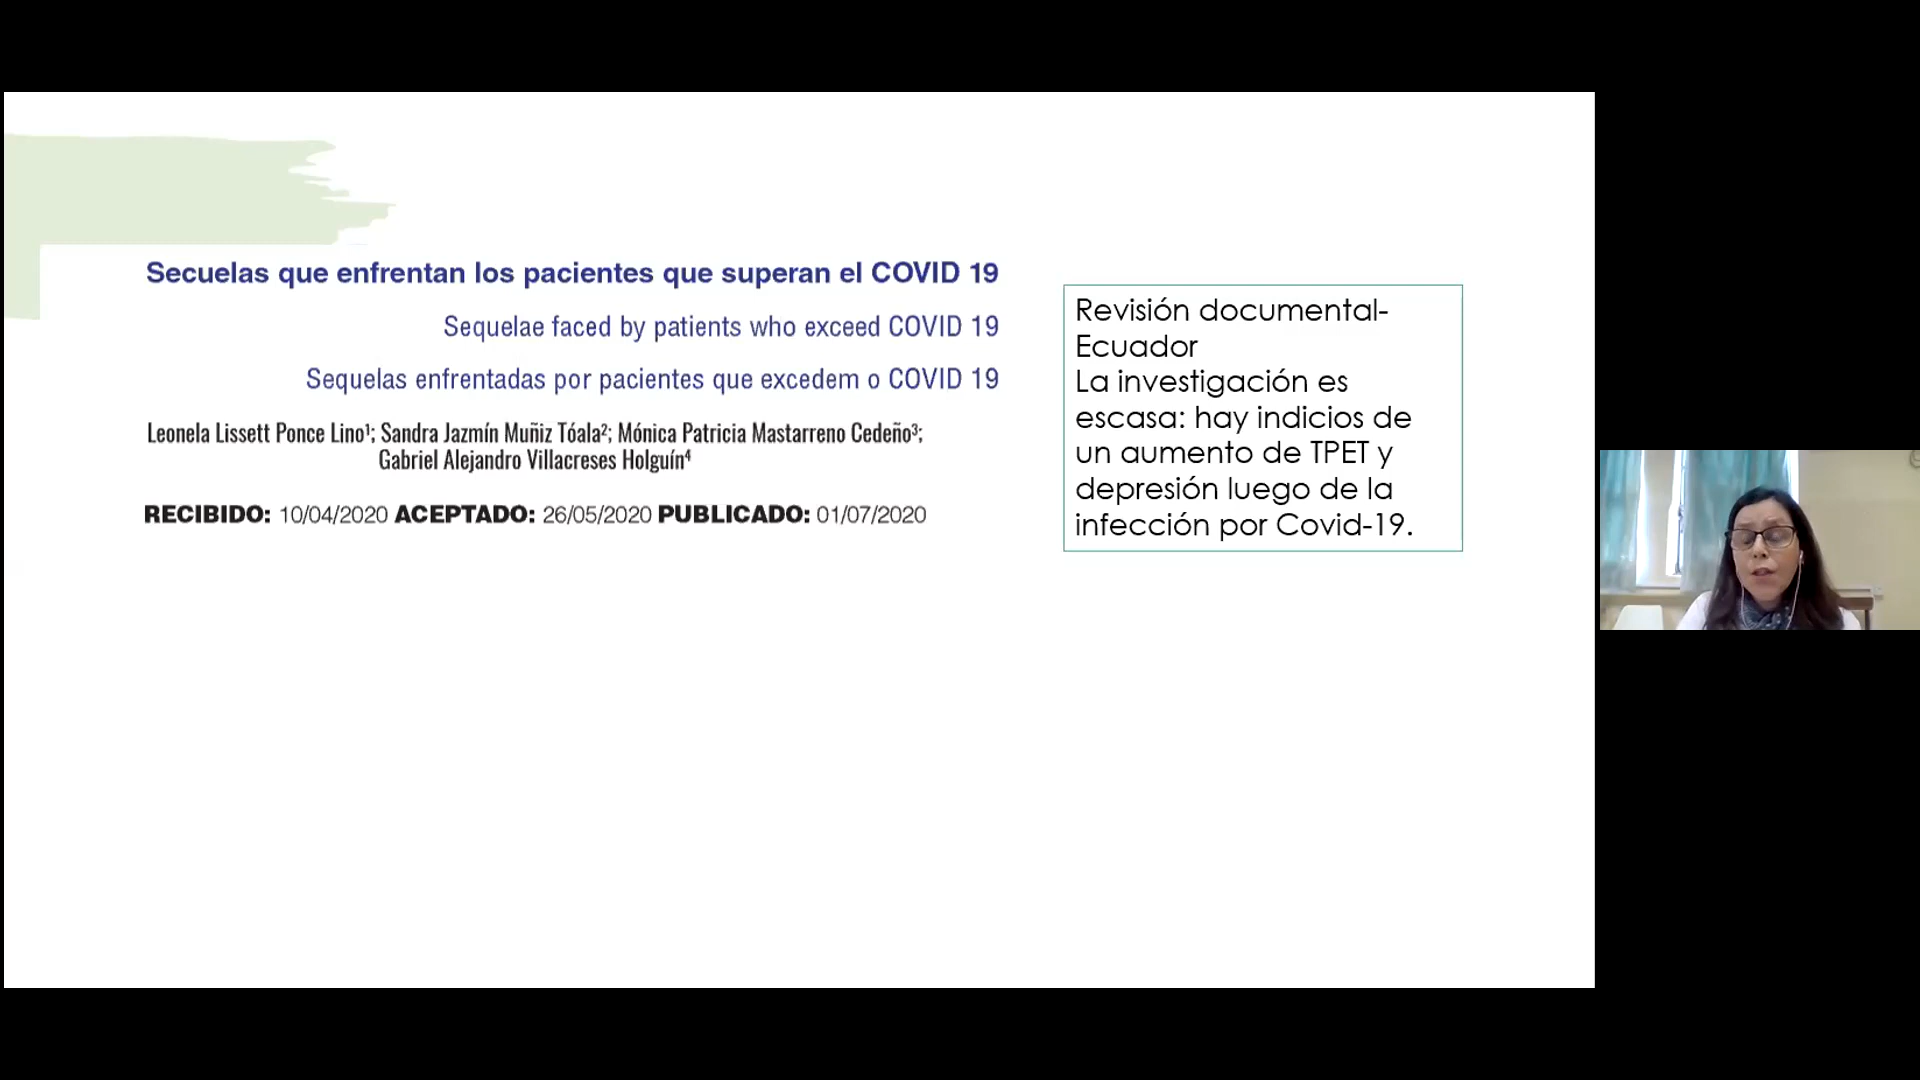 Secuelas que enfrentan los pacientes que superan el COVID 19
Sequelae faced by patients who exceed COVID 19
Sequelas enfrentadas por pacientes que excedem o COVID 19
Leonela Lissett Ponce Lino¹; Sandra Jazmín Muñiz Tóala²; Mónica Patricia Mastarreno Cedeño³;
Gabriel Alejandro Villacreses Holguín⁴
RECIBIDO: 10/04/2020 ACEPTADO: 26/05/2020 PUBLICADO: 01/07/2020
Revisión documental-
Ecuador
La investigación es
escasa: hay indicios de
un aumento de TPET y
depresión luego de la
infección por Covid-19.